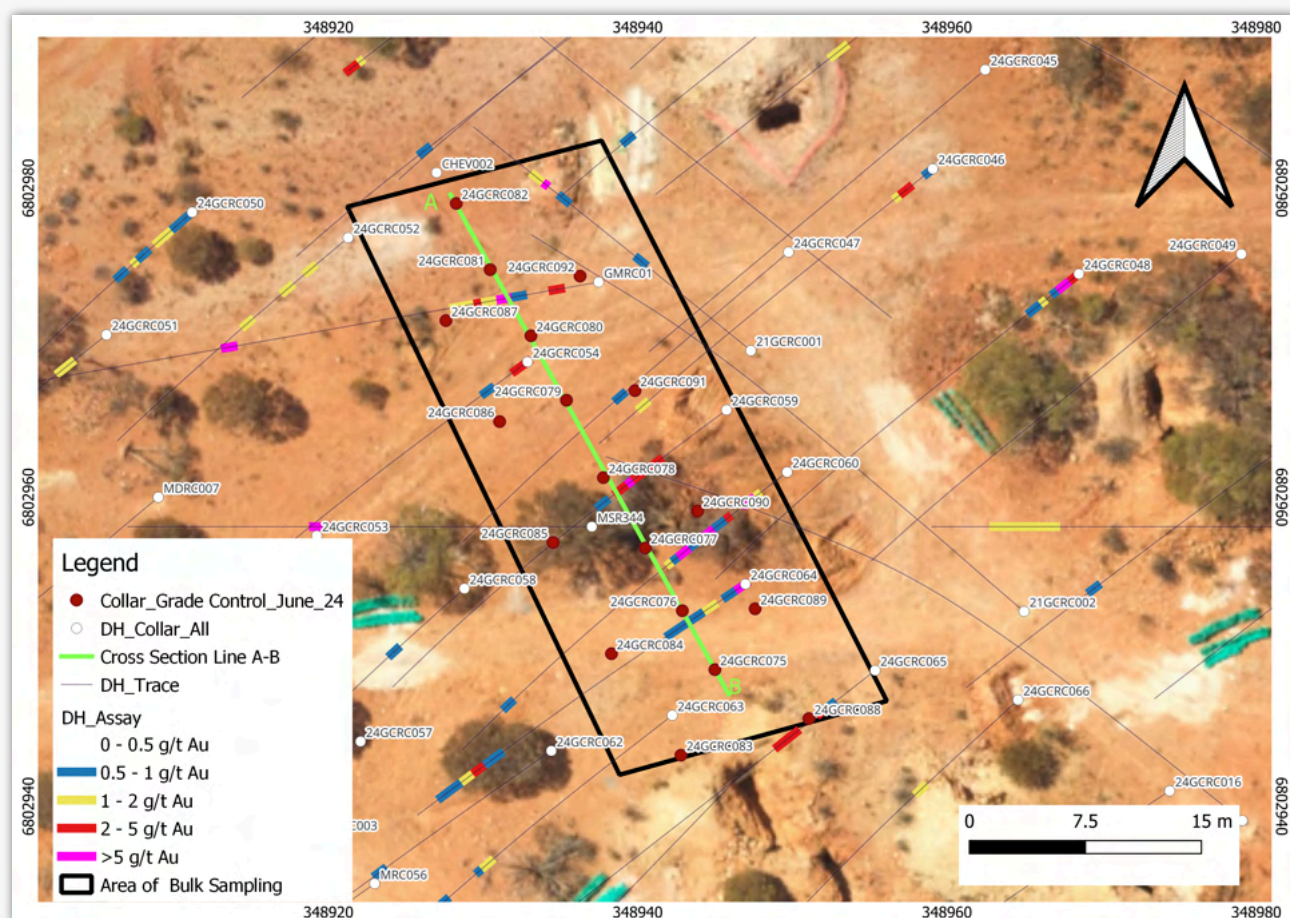 348920 348940 348960 348980
24GCRC045
CHEV002
24GCRC046
6802980
6802980
A
24GCRC082
24GCRC050
24GCRC052
24GCRC047
24GCRC049
24GCRC081
24GCRC092
GMRC01
24GCRC048
24GCRC087
24GCRC051
24GCRC080
24GCRC054
21GCRC001
24GCRC079
24GCRC091
24GCRC086
24GCRC059
24GCRC078
24GCRC060
MDRC007
6802960
6802960
24GCRC090
MSR344
24GCRC053
24GCRC085
24GCRC077
24GCRC058
24GCRC064
24GCRC076
24GCRC089
21GCRC002
24GCRC084
24GCRC075
24GCRC065
B
24GCRC066
24GCRC063
24GCRC088
24GCRC057
24GCRC062
24GCRC083
24GCRC016
6802940
6802940
003
MRC056
Legend
Collar_Grade Control_June_24
DH_Collar_All
Cross Section Line A-B
DH_Trace
DH_Assay
0 - 0.5 g/t Au
0.5 - 1 g/t Au
1 - 2 g/t Au
2 - 5 g/t Au
>5 g/t Au
Area of Bulk Sampling
0 7.5 15 m
348920 348940 348960 348980